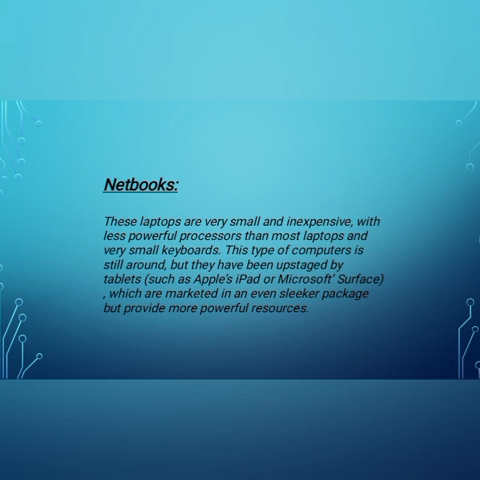 Netbooks:
These laptops are very small and inexpensive, with
less powerful processors than most laptops and
very small keyboards. This type of computers is
still around, but they have been upstaged by
tablets (such as Apple's iPad or Microsoft' Surface)
, which are marketed in an even sleeker package
but provide more powerful resources.